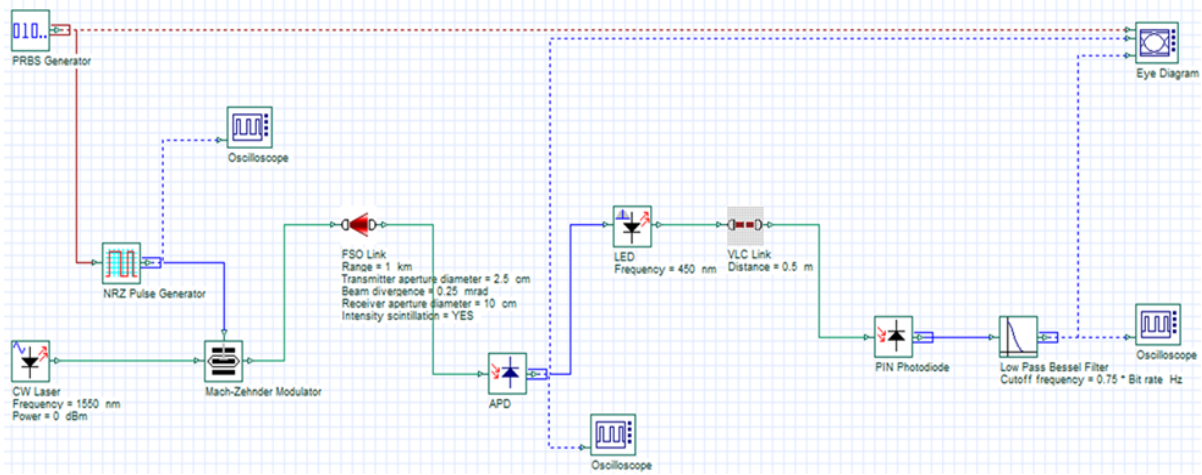 010..
PRBS Generator
Eye Diagram
Oscilloscope
FSO Link
Range = 1 km
Transmitter aperture diameter = 2.5 cm
Beam divergence = 0.25 mrad
Receiver aperture diameter = 10 cm
Intensity scintillation = YES
LED
Frequency = 450 nm
VLC Link
Distance = 0.5 m
NRZ Pulse Generator
CW Laser
Frequency = 1550 nm
Power = 0 dBm
Mach-Zehnder Modulator
APD
PIN Photodiode
Low Pass Bessel Filter
Cutoff frequency = 0.75 * Bit rate Hz
Oscilloscope
Oscilloscope